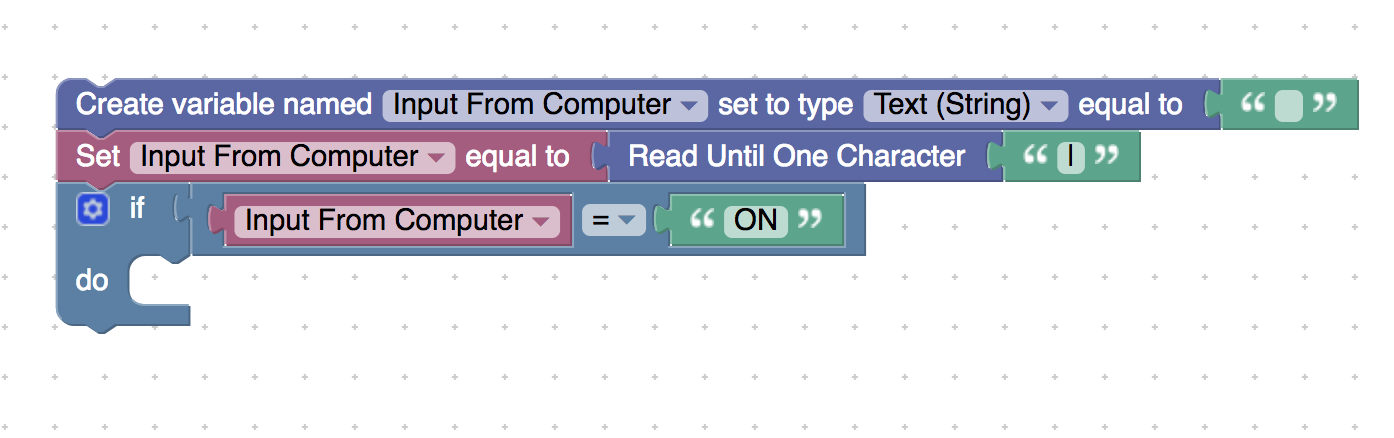 Create variable named Input From Computer set to type Text (String) equal to “ ”
Set Input From Computer equal to Read Until One Character “ | ”
if Input From Computer = “ ON ”
do